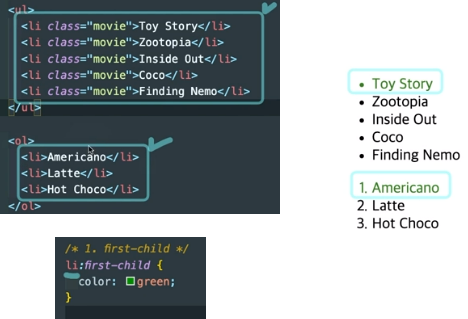 <ul>
<li class="movie">Toy Story</li>
<li class="movie">Zootopia</li>
<li class="movie">Inside Out</li>
<li class="movie">Coco</li>
<li class="movie">Finding Nemo</li>
</ul>
<ol>
<li>Americano</li>
<li>Latte</li>
<li>Hot Choco</li>
</ol>
/* 1. first-child */
li:first-child {
color: green;
}
• Toy Story
• Zootopia
• Inside Out
• Coco
• Finding Nemo
1. Americano
2. Latte
3. Hot Choco